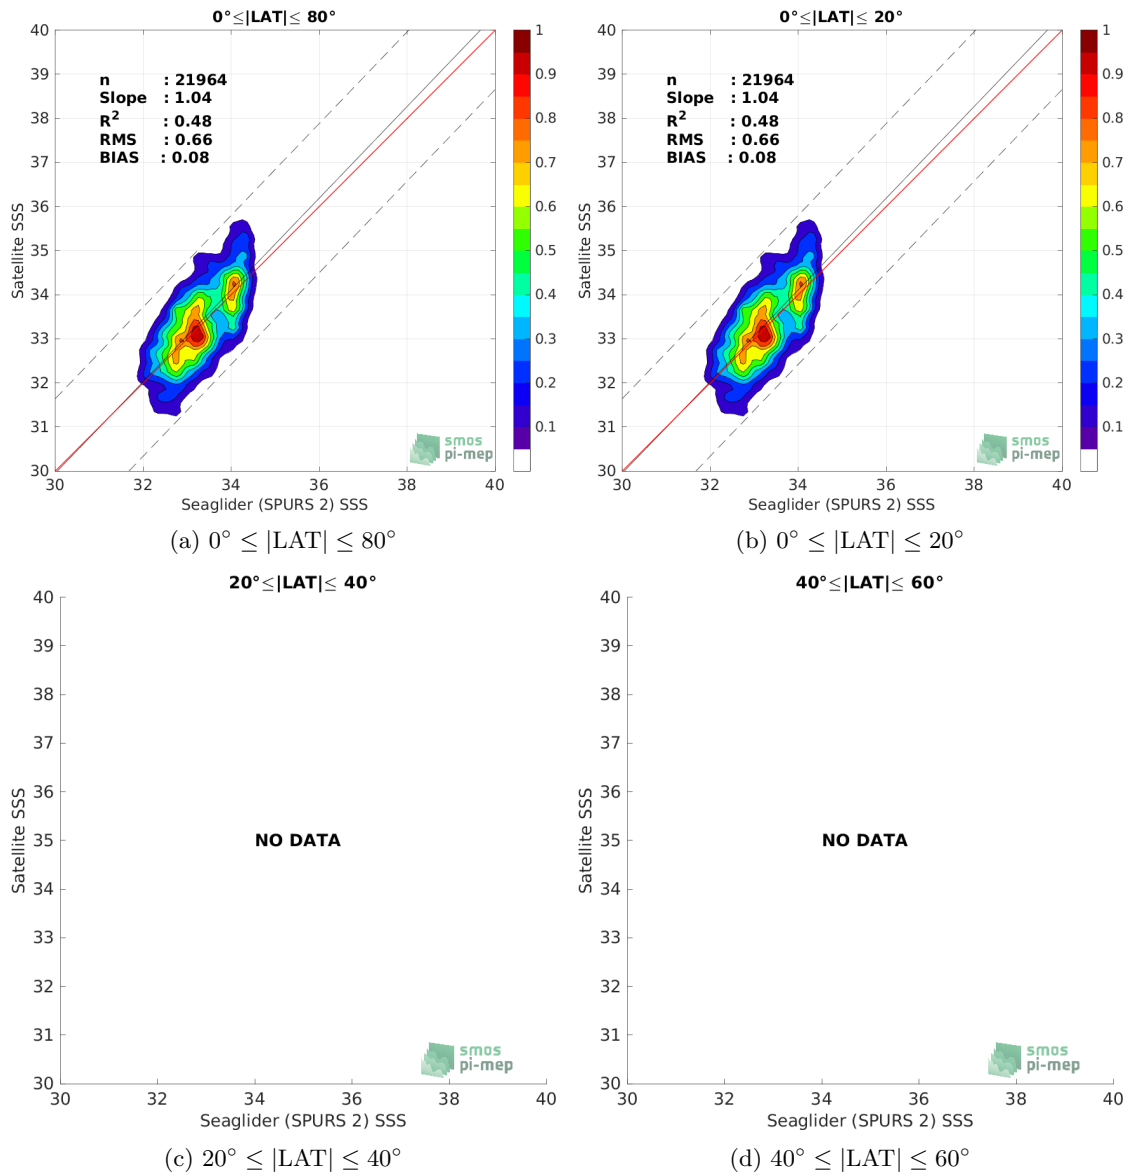 0°≤|LAT|≤ 80°
40
39
38
37
36
35
34
33
32
31
30
Satellite SSS
n : 21964
Slope : 1.04
R² : 0.48
RMS : 0.66
BIAS : 0.08
smos
pi-mep
30 32 34 36 38 40
Seaglider (SPURS 2) SSS
1
0.9
0.8
0.7
0.6
0.5
0.4
0.3
0.2
0.1
(a) 0° ≤ |LAT| ≤ 80°
0°≤|LAT|≤ 20°
40
39
38
37
36
35
34
33
32
31
30
Satellite SSS
n : 21964
Slope : 1.04
R² : 0.48
RMS : 0.66
BIAS : 0.08
smos
pi-mep
30 32 34 36 38 40
Seaglider (SPURS 2) SSS
1
0.9
0.8
0.7
0.6
0.5
0.4
0.3
0.2
0.1
(b) 0° ≤ |LAT| ≤ 20°
20°≤|LAT|≤ 40°
40
39
38
37
36
35
34
33
32
31
30
Satellite SSS
NO DATA
smos
pi-mep
30 32 34 36 38 40
Seaglider (SPURS 2) SSS
(c) 20° ≤ |LAT| ≤ 40°
40°≤|LAT|≤ 60°
40
39
38
37
36
35
34
33
32
31
30
Satellite SSS
NO DATA
smos
pi-mep
30 32 34 36 38 40
Seaglider (SPURS 2) SSS
(d) 40° ≤ |LAT| ≤ 60°